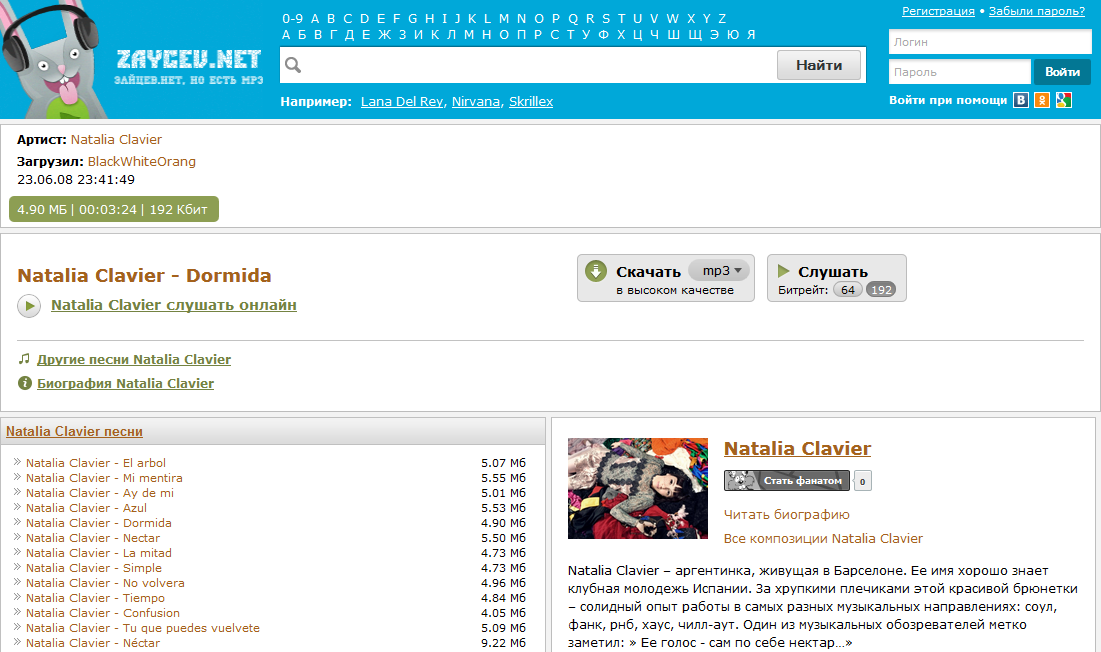 Регистрация • Забыли пароль?
0-9 A B C D E F G H I J K L M N O P Q R S T U V W X Y Z
А Б В Г Д Е Ж З И К Л М Н О П Р С Т У Ф Х Ц Ч Ш Щ Э Ю Я
ZAYCEV.NET
ЗАЙЦЕВ.НЕТ, НО ЕСТЬ MP3
Найти
Например: Lana Del Rey, Nirvana, Skrillex
Логин
Пароль
Войти
Войти при помощи
Артист: Natalia Clavier
Загрузил: BlackWhiteOrang
23.06.08 23:41:49
4.90 МБ | 00:03:24 | 192 Кбит
Natalia Clavier - Dormida
Natalia Clavier слушать онлайн
Скачать mp3
в высоком качестве
Слушать
Битрейт: 64 192
Другие песни Natalia Clavier
Биография Natalia Clavier
Natalia Clavier песни
Natalia Clavier - El arbol 5.07 Мб
Natalia Clavier - Mi mentira 5.55 Мб
Natalia Clavier - Ay de mi 5.01 Мб
Natalia Clavier - Azul 5.53 Мб
Natalia Clavier - Dormida 4.90 Мб
Natalia Clavier - Nectar 5.50 Мб
Natalia Clavier - La mitad 4.73 Мб
Natalia Clavier - Simple 4.73 Мб
Natalia Clavier - No volvera 4.96 Мб
Natalia Clavier - Tiempo 4.84 Мб
Natalia Clavier - Confusion 4.05 Мб
Natalia Clavier - Tu que puedes vuelvete 5.09 Мб
Natalia Clavier - Néctar 9.22 Мб
Natalia Clavier
Стать фанатом 0
Читать биографию
Все композиции Natalia Clavier
Natalia Clavier – аргентинка, живущая в Барселоне. Ее имя хорошо знает
клубная молодежь Испании. За хрупкими плечиками этой красивой брюнетки
– солидный опыт работы в самых разных музыкальных направлениях: соул,
фанк, рнб, хаус, чилл-аут. Один из музыкальных обозревателей метко
заметил: » Ее голос - сам по себе нектар…»